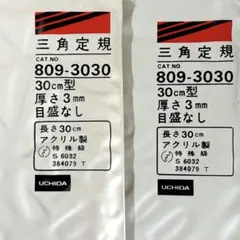 三角定規
CAT.NO.
809-3030
30cm型
厚さ3mm
目盛なし
長さ30cm
アクリル製
特殊級
S 6032
384079 T
UCHIDA
三角定規
CAT.NO.
809-3030
30cm型
厚さ3mm
目盛なし
長さ30cm
アクリル製
特殊級
S 6032
384079 T
UCHIDA